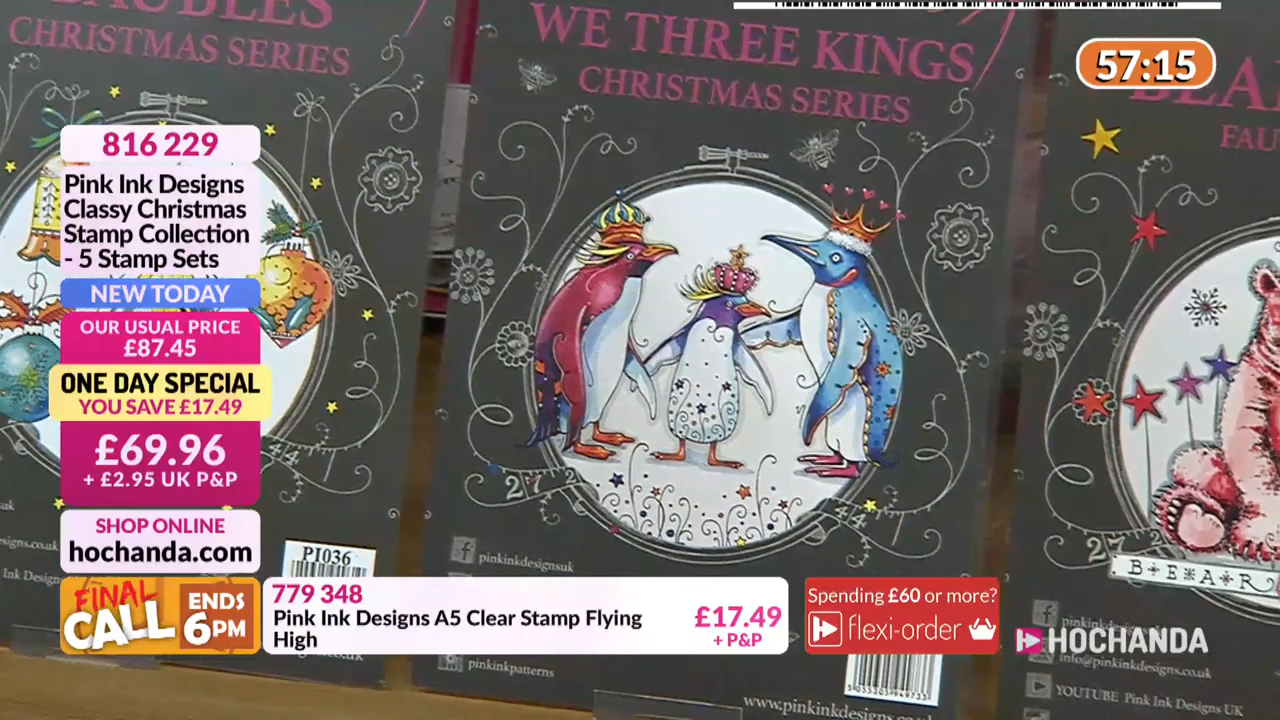 BAUBLES
CHRISTMAS SERIES
WE THREE KINGS
CHRISTMAS SERIES
57:15
816 229
Pink Ink Designs
Classy Christmas
Stamp Collection
- 5 Stamp Sets
NEW TODAY
OUR USUAL PRICE
£87.45
ONE DAY SPECIAL
YOU SAVE £17.49
£69.96
+ £2.95 UK P&P
SHOP ONLINE
hochanda.com
PI036
pinkinkdesignsuk
B E A R
FINAL
CALL
ENDS
6PM
779 348
Pink Ink Designs A5 Clear Stamp Flying
High
£17.49
+ P&P
Spending £60 or more?
flexi-order
HOCHANDA
pinkinkpatterns
info@pinkinkdesigns.co.uk
YOUTUBE Pink Ink Designs UK
www.pinkinkdesigns.co.uk